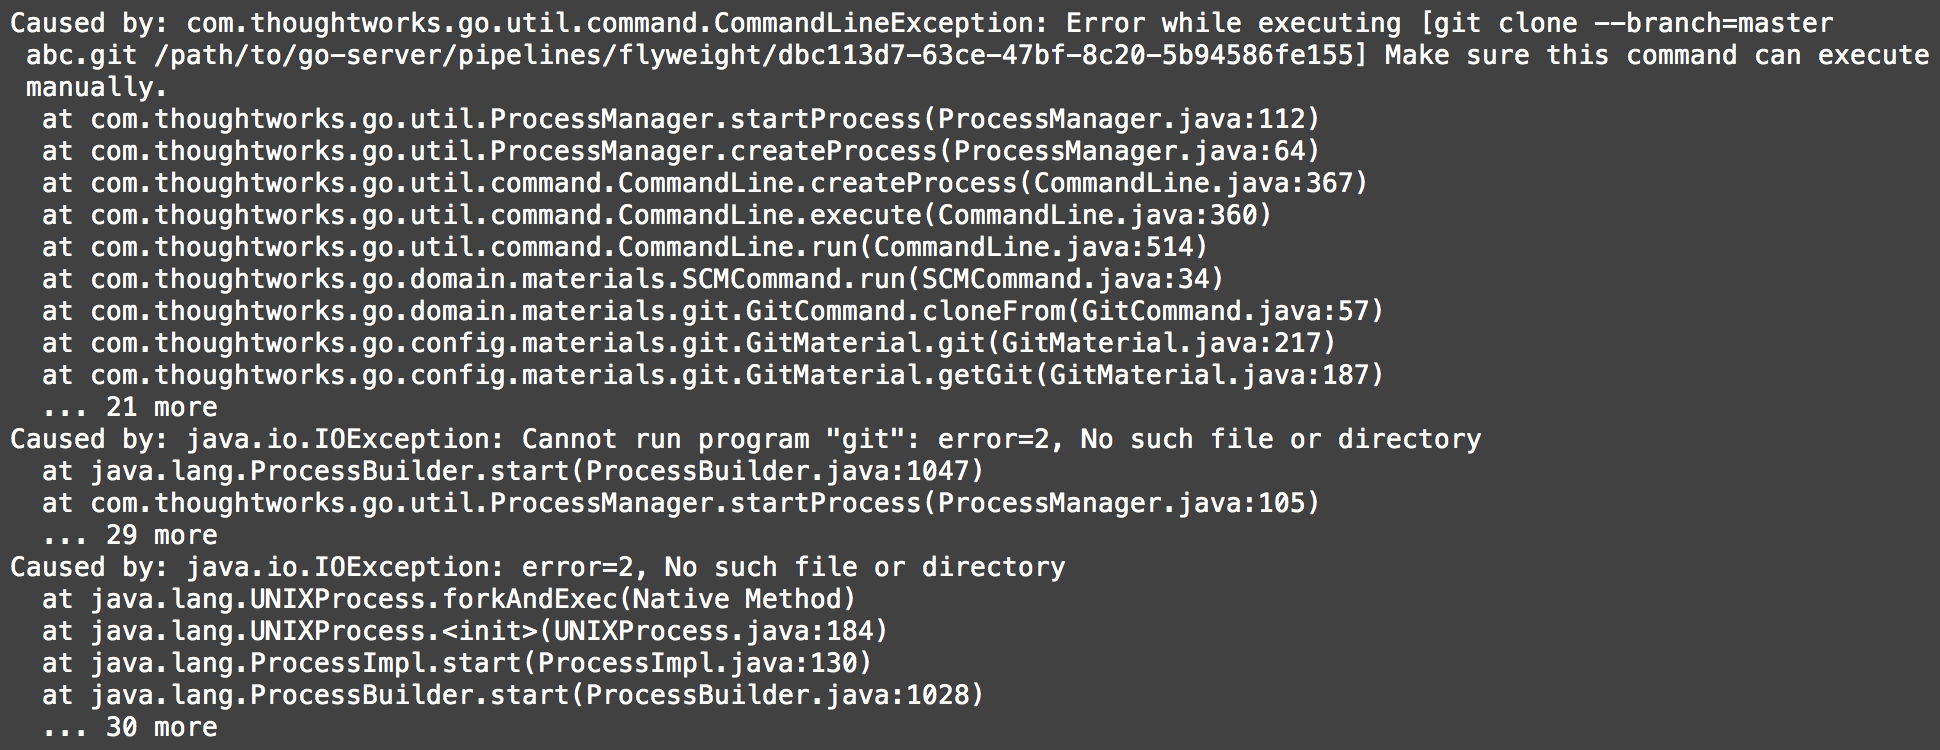 Caused by: com.thoughtworks.go.util.command.CommandLineException: Error while executing [git clone --branch=master
abc.git /path/to/go-server/pipelines/flyweight/dbc113d7-63ce-47bf-8c20-5b94586fe155] Make sure this command can execute
manually.
at com.thoughtworks.go.util.ProcessManager.startProcess(ProcessManager.java:112)
at com.thoughtworks.go.util.ProcessManager.createProcess(ProcessManager.java:64)
at com.thoughtworks.go.util.command.CommandLine.createProcess(CommandLine.java:367)
at com.thoughtworks.go.util.command.CommandLine.execute(CommandLine.java:360)
at com.thoughtworks.go.util.command.CommandLine.run(CommandLine.java:514)
at com.thoughtworks.go.domain.materials.SCMCommand.run(SCMCommand.java:34)
at com.thoughtworks.go.domain.materials.git.GitCommand.cloneFrom(GitCommand.java:57)
at com.thoughtworks.go.config.materials.git.GitMaterial.git(GitMaterial.java:217)
at com.thoughtworks.go.config.materials.git.GitMaterial.getGit(GitMaterial.java:187)
... 21 more
Caused by: java.io.IOException: Cannot run program "git": error=2, No such file or directory
at java.lang.ProcessBuilder.start(ProcessBuilder.java:1047)
at com.thoughtworks.go.util.ProcessManager.startProcess(ProcessManager.java:105)
... 29 more
Caused by: java.io.IOException: error=2, No such file or directory
at java.lang.UNIXProcess.forkAndExec(Native Method)
at java.lang.UNIXProcess.<init>(UNIXProcess.java:184)
at java.lang.ProcessImpl.start(ProcessImpl.java:130)
at java.lang.ProcessBuilder.start(ProcessBuilder.java:1028)
... 30 more